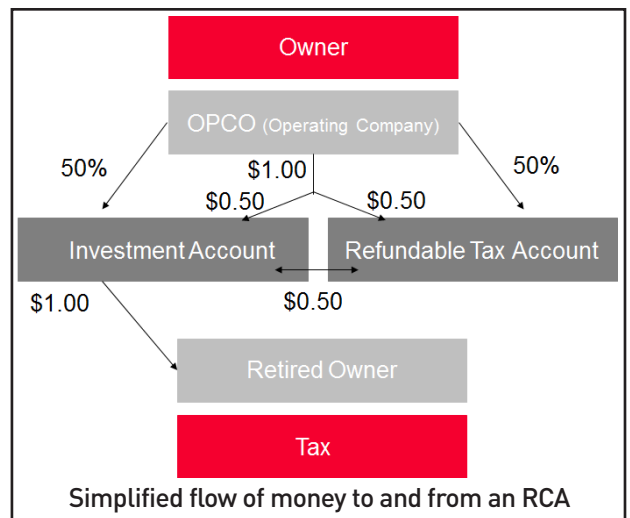 Owner
OPCO (Operating Company)
50%
$1.00
50%
$0.50
$0.50
Investment Account
Refundable Tax Account
$1.00
$0.50
Retired Owner
Tax
Simplified flow of money to and from an RCA